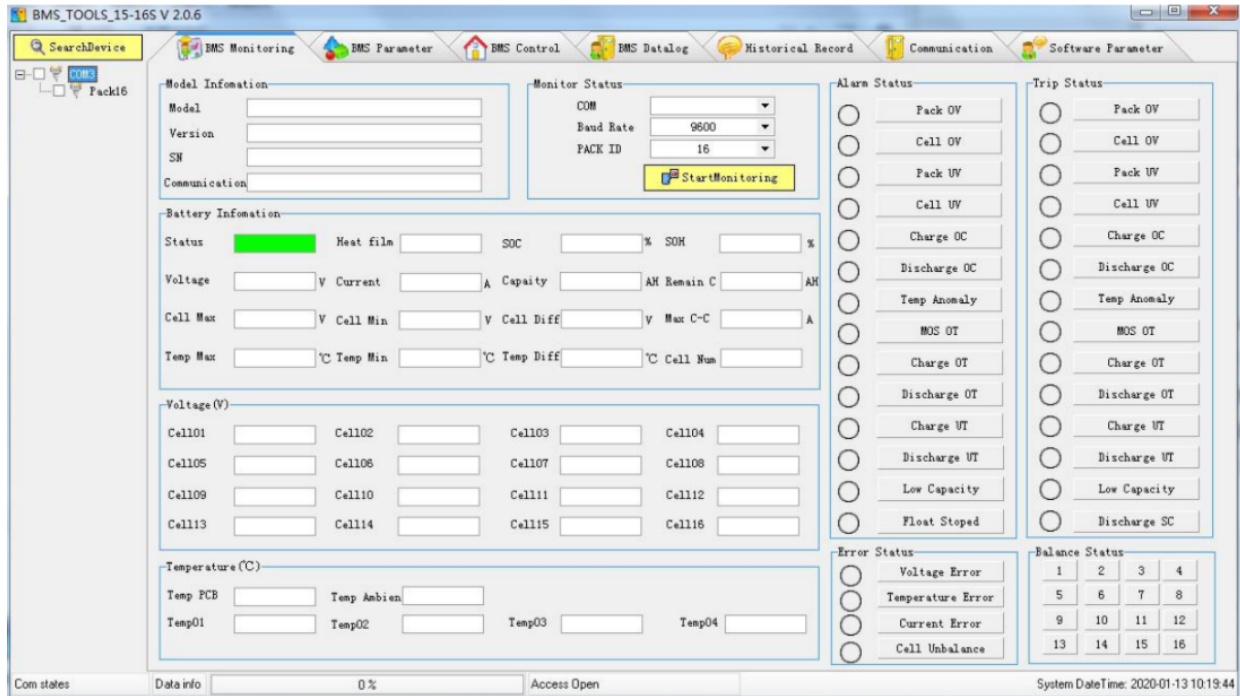 BMS_TOOLS_15-16S V 2.0.6
SearchDevice
BMS Monitoring
BMS Parameter
BMS Control
BMS Datalog
Historical Record
Communication
Software Parameter
COM3
Pack16
Model Infomation
Model
Version
SN
Communication
Monitor Status
COM
Baud Rate 9600
PACK ID 16
StartMonitoring
Battery Infomation
Status Heat film SOC % SOH %
Voltage V Current A Capaity AH Remain C AH
Cell Max V Cell Min V Cell Diff V Max C-C A
Temp Max ℃ Temp Min ℃ Temp Diff ℃ Cell Num
Voltage(V)
Cell01 Cell02 Cell03 Cell04
Cell05 Cell06 Cell07 Cell08
Cell09 Cell10 Cell11 Cell12
Cell13 Cell14 Cell15 Cell16
Temperature(℃)
Temp PCB Temp Ambien
Temp01 Temp02 Temp03 Temp04
Alarm Status
Pack OV
Cell OV
Pack UV
Cell UV
Charge OC
Discharge OC
Temp Anomaly
MOS OT
Charge OT
Discharge OT
Charge UT
Discharge UT
Low Capacity
Float Stoped
Trip Status
Pack OV
Cell OV
Pack UV
Cell UV
Charge OC
Discharge OC
Temp Anomaly
MOS OT
Charge OT
Discharge OT
Charge UT
Discharge UT
Low Capacity
Discharge SC
Error Status
Voltage Error
Temperature Error
Current Error
Cell Unbalance
Balance Status
1 2 3 4
5 6 7 8
9 10 11 12
13 14 15 16
Com states
Data info
0 %
Access Open
System DateTime: 2020-01-13 10:19:44